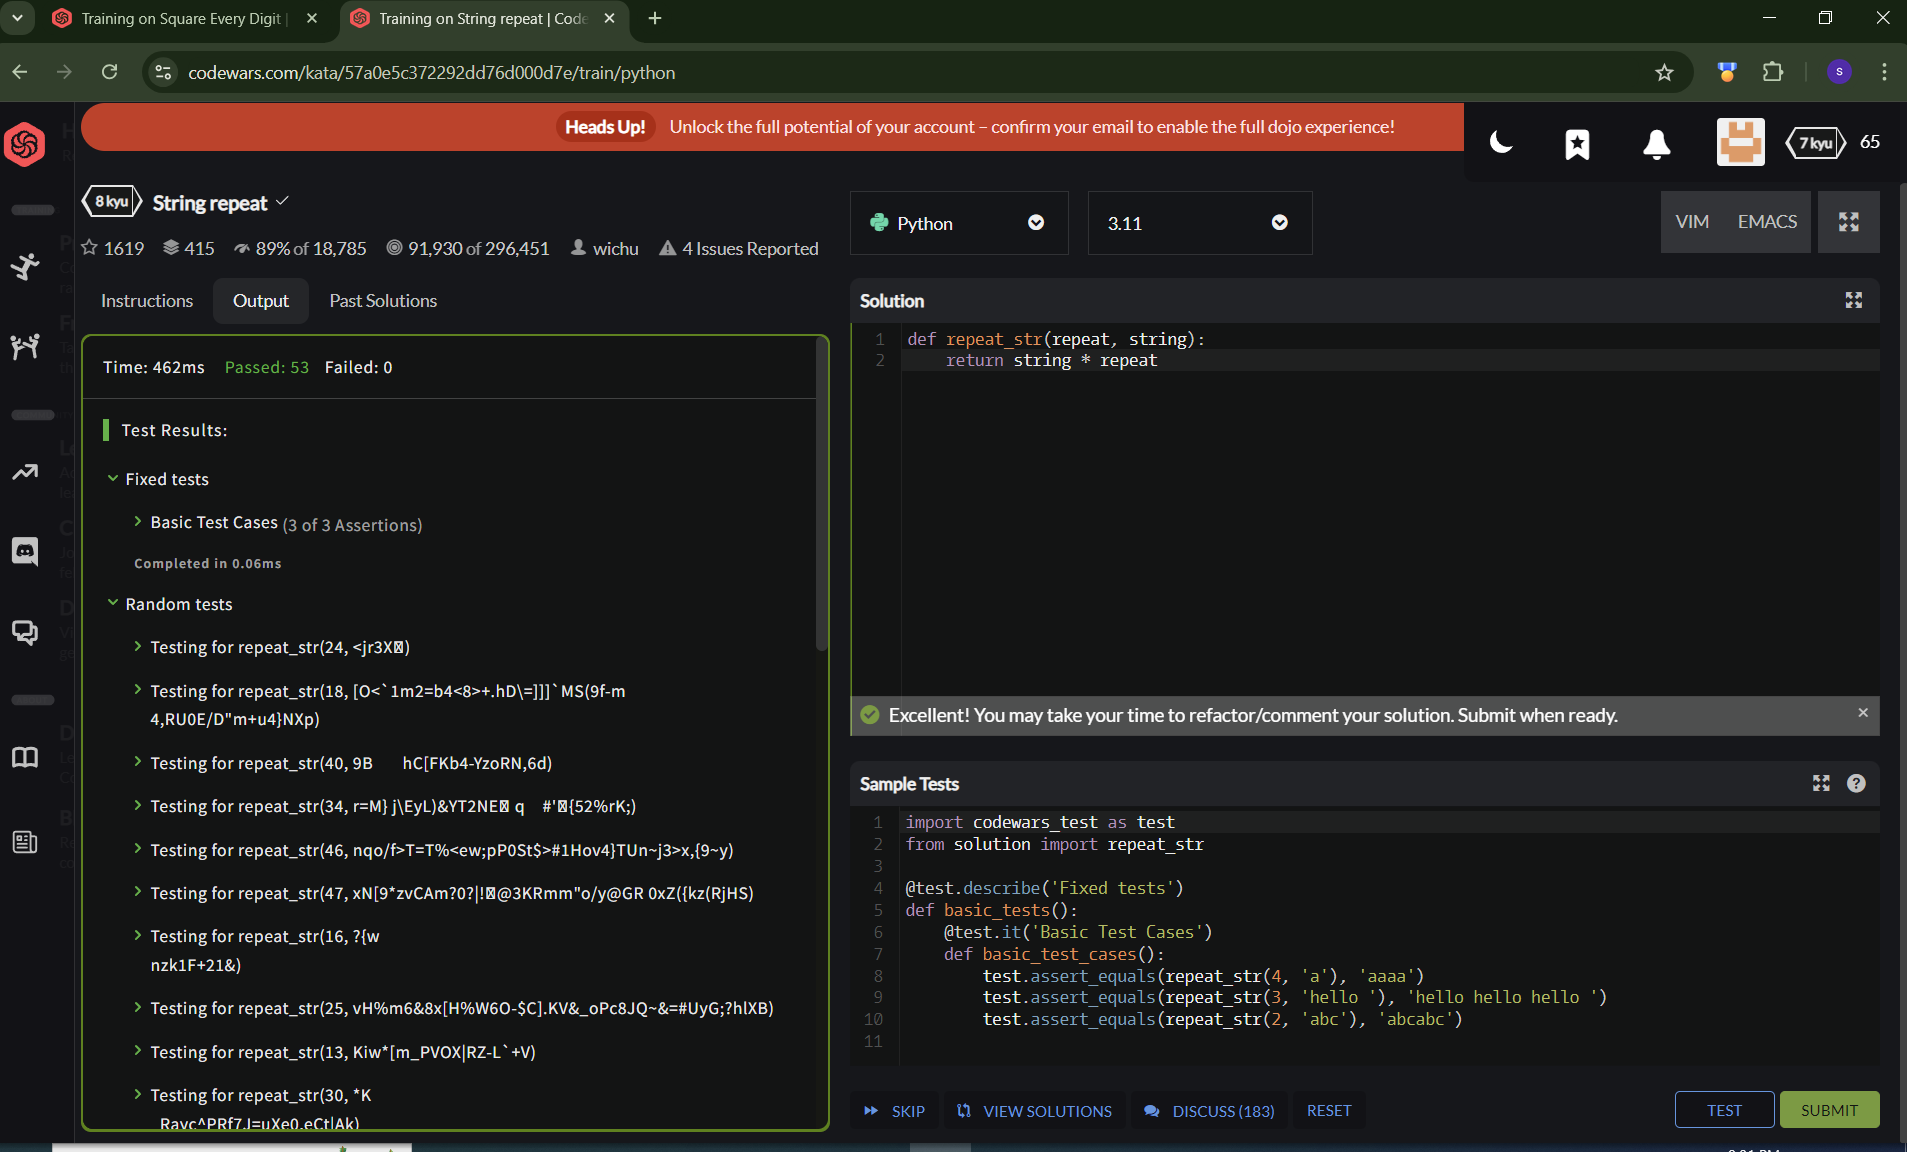 Training on Square Every Digit |
Training on String repeat | Code
codewars.com/kata/57a0e5c372292dd76d000d7e/train/python
s
Heads Up! Unlock the full potential of your account – confirm your email to enable the full dojo experience!
7 kyu 65
8 kyu String repeat
1619 415 89% of 18,785 91,930 of 296,451 wichu 4 Issues Reported
Python
3.11
VIM EMACS
Instructions Output Past Solutions
Time: 462ms Passed: 53 Failed: 0
Test Results:
Fixed tests
Basic Test Cases (3 of 3 Assertions)
Completed in 0.06ms
Random tests
Testing for repeat_str(24, <jr3X)
Testing for repeat_str(18, [O<`1m2=b4<8>+.hD\=]]]`MS(9f-m
4,RU0E/D"m+u4}NXp)
Testing for repeat_str(40, 9B hC[FKb4-YzoRN,6d)
Testing for repeat_str(34, r=M} j\EyL)&YT2NE q #'{52%rK;)
Testing for repeat_str(46, nqo/f>T=T%<ew;pP0St$>#1Hov4}TUn~j3>x,{9~y)
Testing for repeat_str(47, xN[9*zvCAm?0?|!@3KRmm"o/y@GR 0xZ({kz(RjHS)
Testing for repeat_str(16, ?{w
nzk1F+21&)
Testing for repeat_str(25, vH%m6&8x[H%W6O-$C].KV&_oPc8JQ~&=#UyG;?hlXB)
Testing for repeat_str(13, Kiw*[m_PVOX|RZ-L`+V)
Testing for repeat_str(30, *K
Rayc^PRf7J=uXe0.eCt|Ak)
Solution
1 def repeat_str(repeat, string):
2 return string * repeat
Excellent! You may take your time to refactor/comment your solution. Submit when ready.
Sample Tests
1 import codewars_test as test
2 from solution import repeat_str
3
4 @test.describe('Fixed tests')
5 def basic_tests():
6 @test.it('Basic Test Cases')
7 def basic_test_cases():
8 test.assert_equals(repeat_str(4, 'a'), 'aaaa')
9 test.assert_equals(repeat_str(3, 'hello '), 'hello hello hello ')
10 test.assert_equals(repeat_str(2, 'abc'), 'abcabc')
11
SKIP VIEW SOLUTIONS DISCUSS (183) RESET
TEST SUBMIT